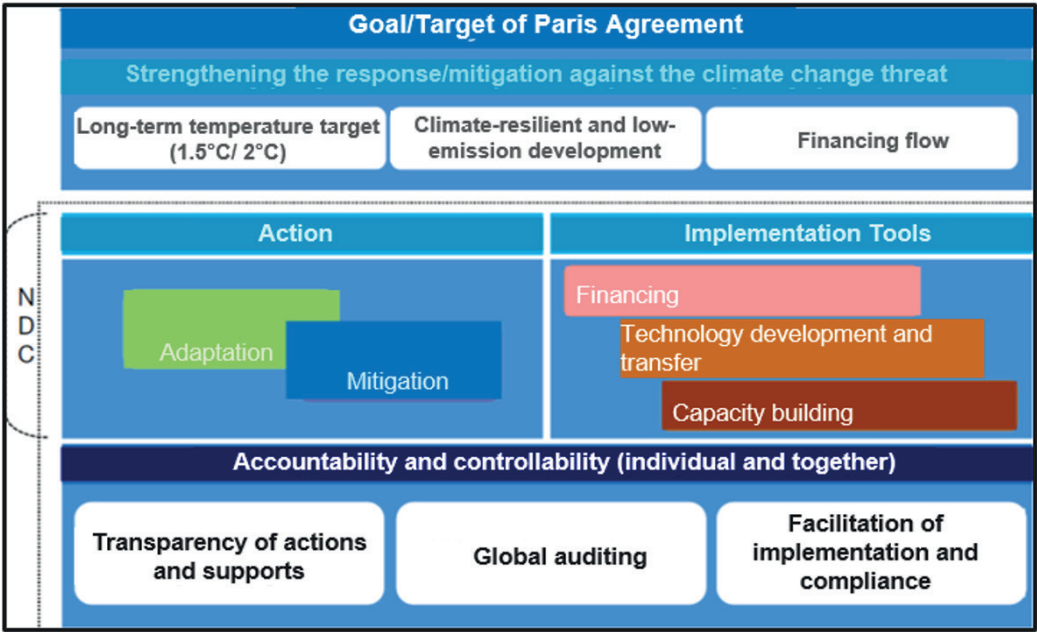 Goal/Target of Paris Agreement
Strengthening the response/mitigation against the climate change threat
Long-term temperature target
(1.5°C/ 2°C)
Climate-resilient and low-
emission development
Financing flow
NDC
Action
Implementation Tools
Adaptation
Mitigation
Financing
Technology development and
transfer
Capacity building
Accountability and controllability (individual and together)
Transparency of actions
and supports
Global auditing
Facilitation of
implementation and
compliance